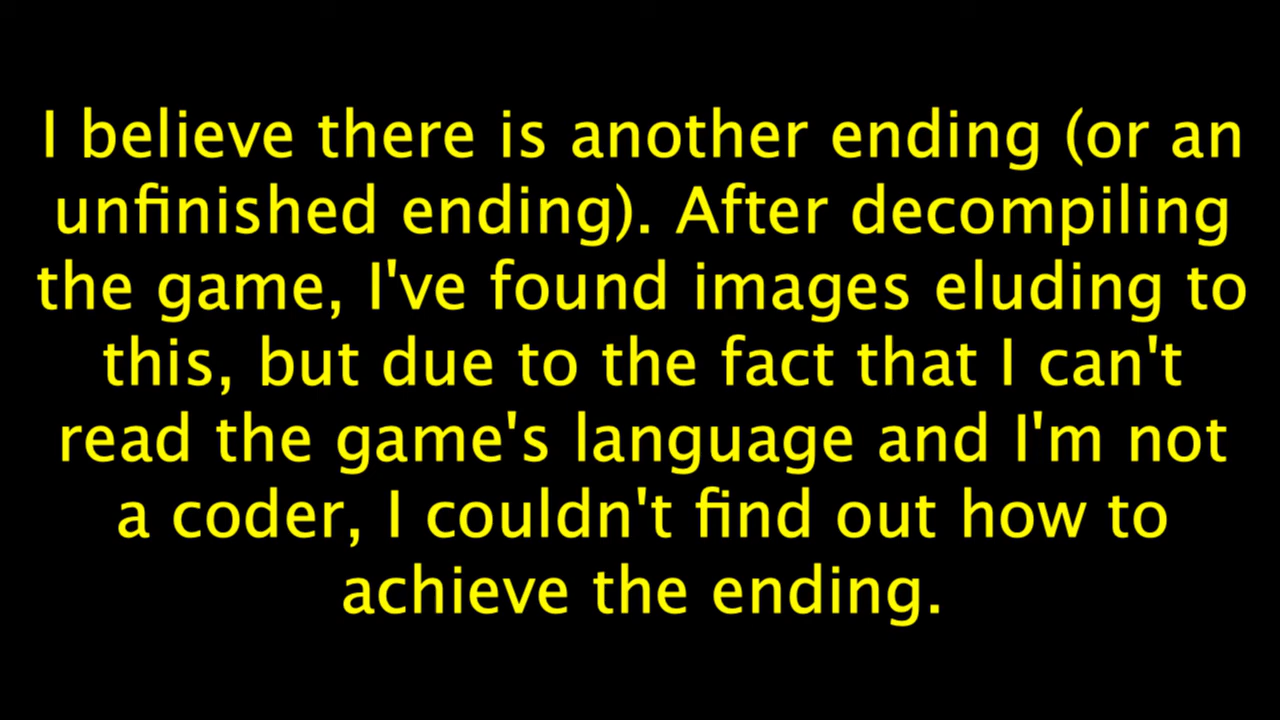 I believe there is another ending (or an
unfinished ending). After decompiling
the game, I've found images eluding to
this, but due to the fact that I can't
read the game's language and I'm not
a coder, I couldn't find out how to
achieve the ending.